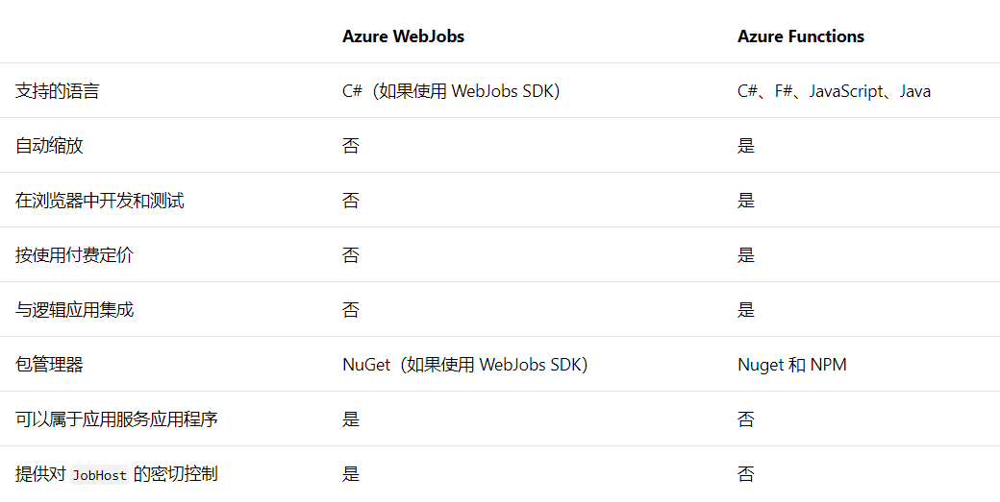 Azure WebJobs Azure Functions
支持的语言 C#（如果使用 WebJobs SDK） C#、F#、JavaScript、Java
自动缩放 否 是
在浏览器中开发和测试 否 是
按使用付费定价 否 是
与逻辑应用集成 否 是
包管理器 NuGet（如果使用 WebJobs SDK） Nuget 和 NPM
可以属于应用服务应用程序 是 否
提供对 JobHost 的密切控制 是 否